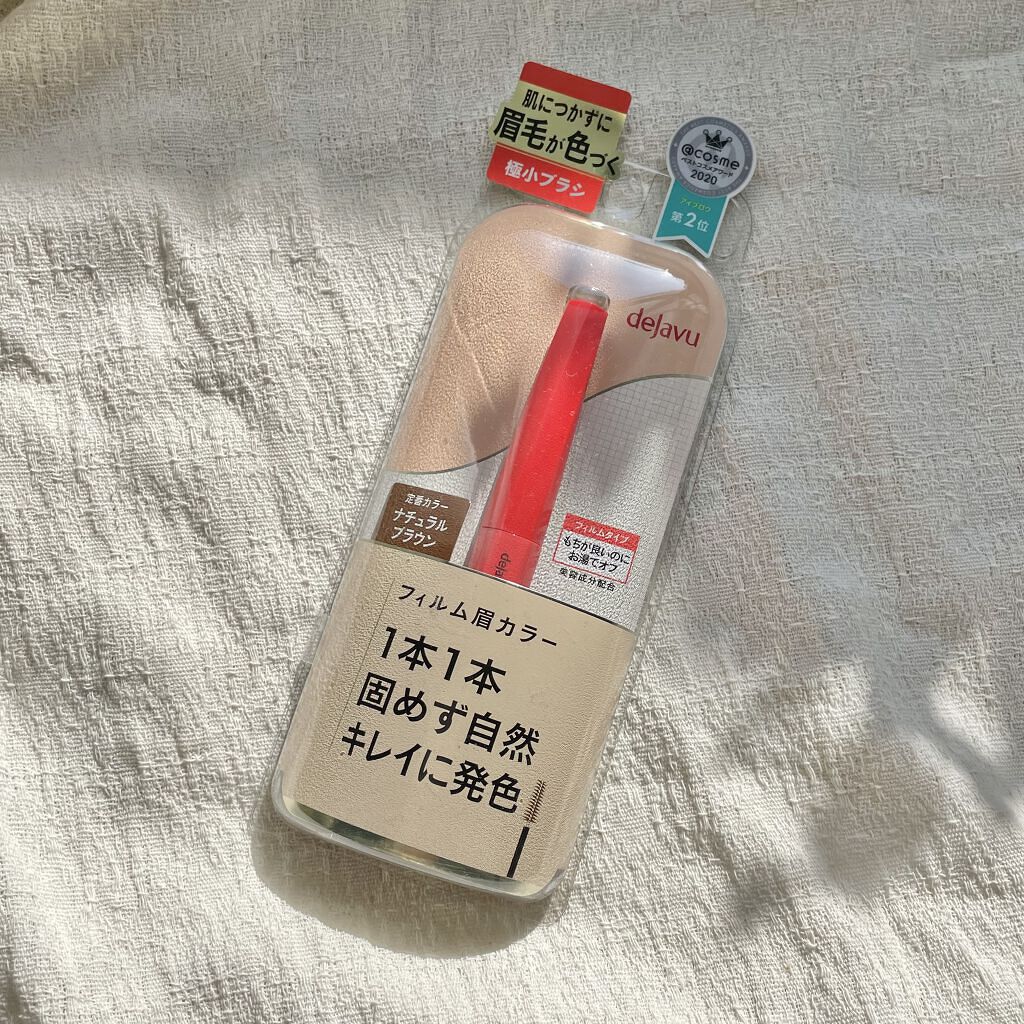 肌につかずに
眉毛が色づく
極小ブラシ
@cosme
ベストコスメアワード
2020
アイブロウ
第2位
dejavu
定番カラー
ナチュラル
ブラウン
フィルムタイプ
もちが良いのに
お湯でオフ
美容成分配合
deja
フィルム眉カラー
1本1本
固めず自然
キレイに発色